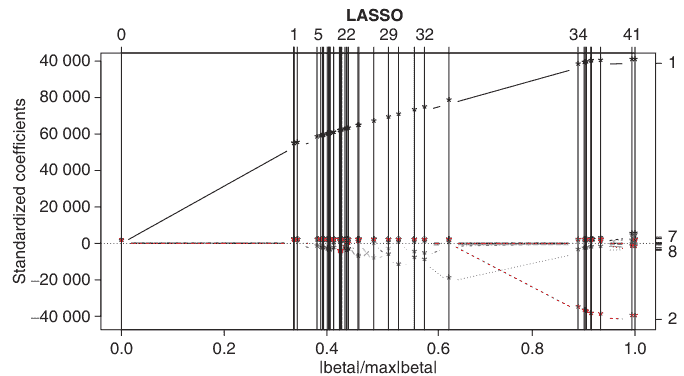 LASSO
0 1 5 22 29 32 34 41
40 000
80 000
60 000
40 000
20 000
0
−20 000
−40 000
Standardized coefficients
1
7
8
2
0.0 0.2 0.4 0.6 0.8 1.0
|beta|/max|beta|